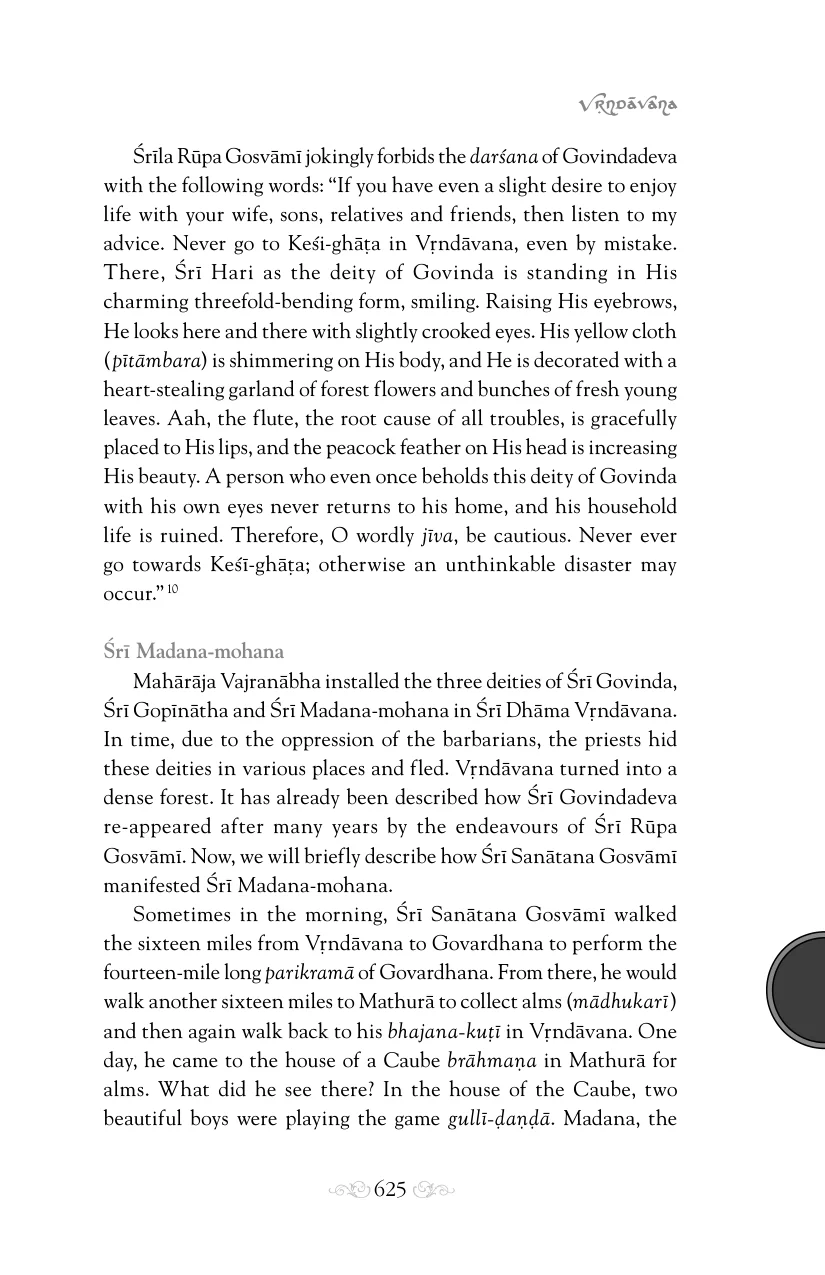 Vṛndāvana
Śrīla Rūpa Gosvāmī jokingly forbids the darśana of Govindadeva
with the following words: “If you have even a slight desire to enjoy
life with your wife, sons, relatives and friends, then listen to my
advice. Never go to Keśi-ghāṭa in Vṛndāvana, even by mistake.
There, Śrī Hari as the deity of Govinda is standing in His
charming threefold-bending form, smiling. Raising His eyebrows,
He looks here and there with slightly crooked eyes. His yellow cloth
(pītāmbara) is shimmering on His body, and He is decorated with a
heart-stealing garland of forest flowers and bunches of fresh young
leaves. Aah, the flute, the root cause of all troubles, is gracefully
placed to His lips, and the peacock feather on His head is increasing
His beauty. A person who even once beholds this deity of Govinda
with his own eyes never returns to his home, and his household
life is ruined. Therefore, O wordly jīva, be cautious. Never ever
go towards Keśī-ghāṭa; otherwise an unthinkable disaster may
occur.” 10
Śrī Madana-mohana
Mahārāja Vajranābha installed the three deities of Śrī Govinda,
Śrī Gopīnātha and Śrī Madana-mohana in Śrī Dhāma Vṛndāvana.
In time, due to the oppression of the barbarians, the priests hid
these deities in various places and fled. Vṛndāvana turned into a
dense forest. It has already been described how Śrī Govindadeva
re-appeared after many years by the endeavours of Śrī Rūpa
Gosvāmī. Now, we will briefly describe how Śrī Sanātana Gosvāmī
manifested Śrī Madana-mohana.
Sometimes in the morning, Śrī Sanātana Gosvāmī walked
the sixteen miles from Vṛndāvana to Govardhana to perform the
fourteen-mile long parikramā of Govardhana. From there, he would
walk another sixteen miles to Mathurā to collect alms (mādhukarī)
and then again walk back to his bhajana-kuṭī in Vṛndāvana. One
day, he came to the house of a Caube brāhmaṇa in Mathurā for
alms. What did he see there? In the house of the Caube, two
beautiful boys were playing the game gullī-ḍaṇḍā. Madana, the
625